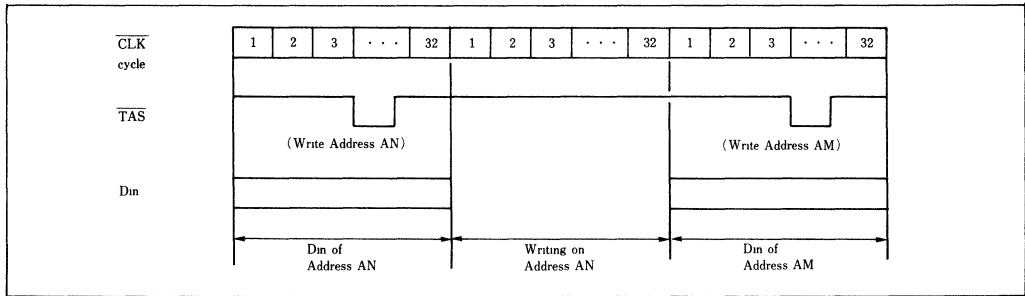 CLK 1 2 3 · · · 32 1 2 3 · · · 32 1 2 3 · · · 32
cycle
TAS
(Write Address AN) (Write Address AM)
Din
Din of Writing on Din of
Address AN Address AN Address AM